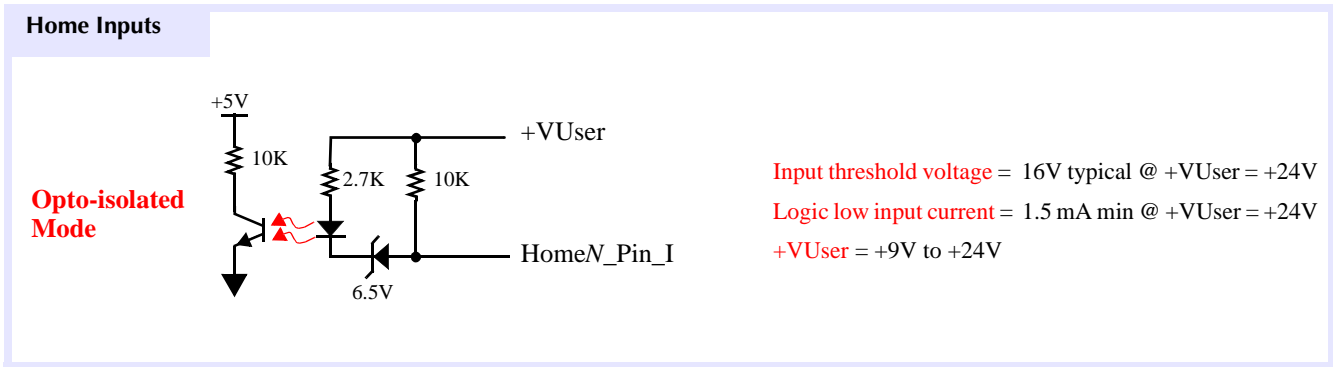 Home Inputs
+5V
+VUser
10K
2.7K
10K
Opto-isolated
Mode
HomeN_Pin_I
6.5V
Input threshold voltage = 16V typical @ +VUser = +24V
Logic low input current = 1.5 mA min @ +VUser = +24V
+VUser = +9V to +24V